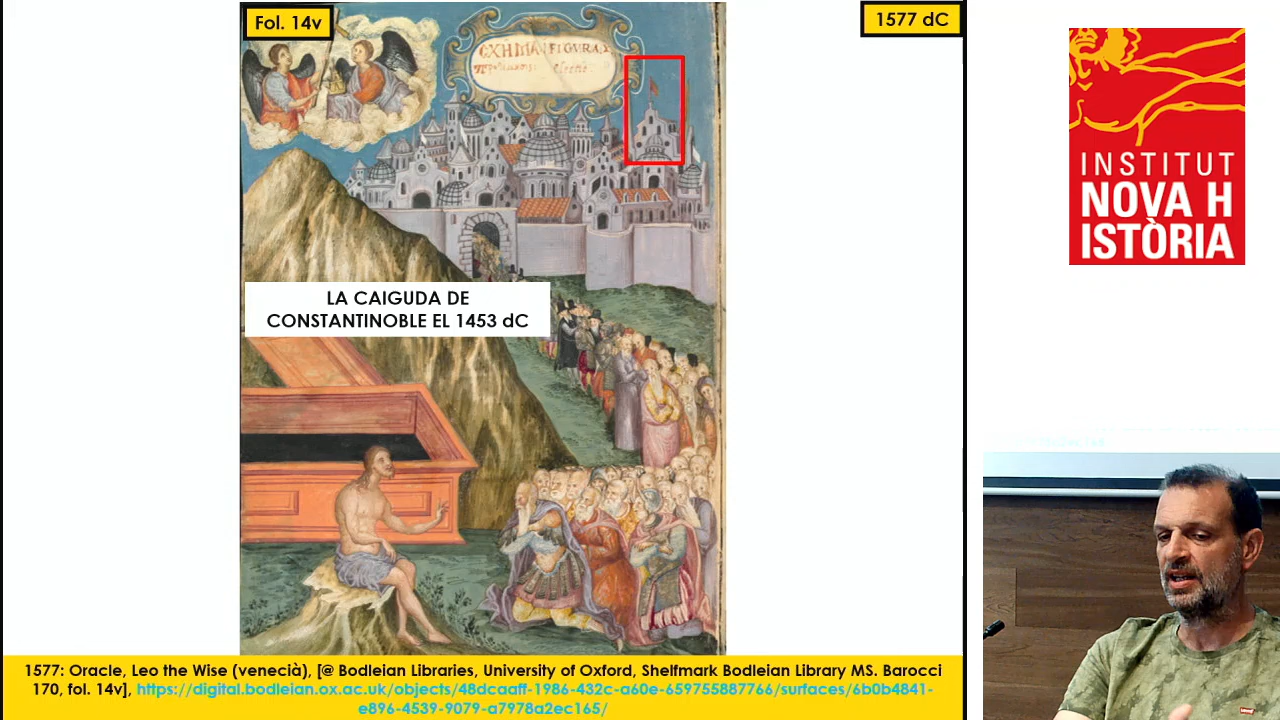 Fol. 14v
1577 dC
LA CAIGUDA DE
CONSTANTINOBLE EL 1453 dC
1577: Oracle, Leo the Wise (venecià), [@ Bodleian Libraries, University of Oxford, Shelfmark Bodleian Library MS. Barocci
170, fol. 14v], https://digital.bodleian.ox.ac.uk/objects/48dcaaff-1986-432c-a60e-659755887766/surfaces/6b0b4841-
e896-4539-9079-a7978a2ec165/
INSTITUT
NOVA H
ISTÒRIA